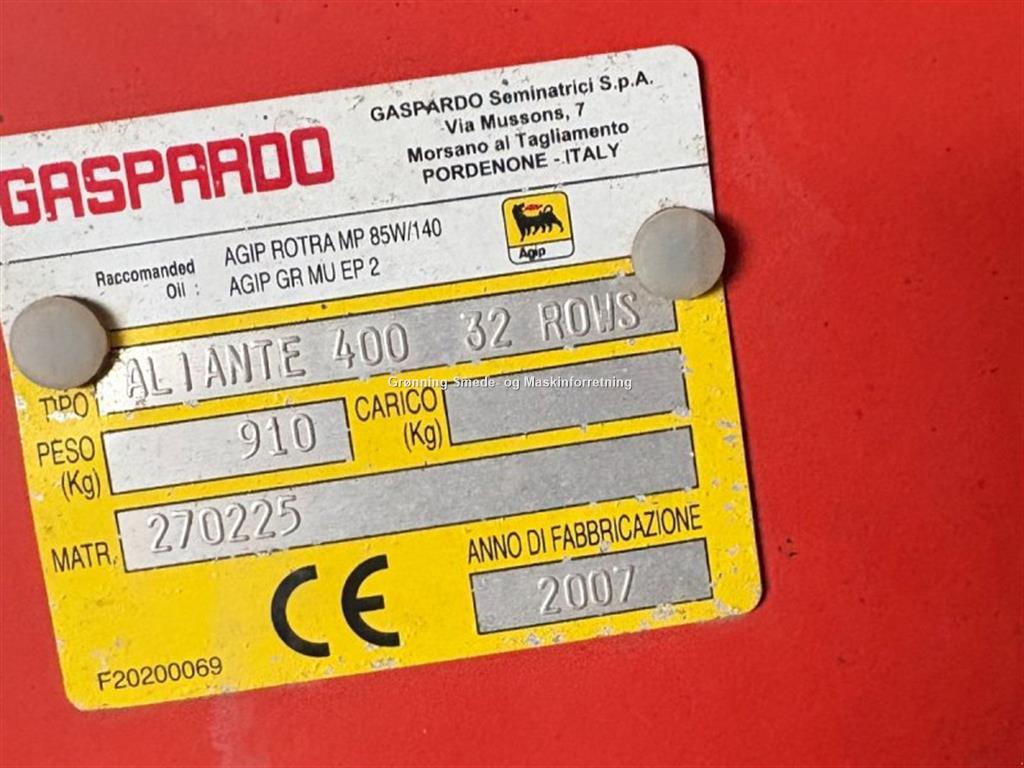 GASPARDO
GASPARDO Seminatrici S.p.A.
Via Mussons, 7
Morsano al Tagliamento
PORDENONE - ITALY
Raccomanded
Oil :
AGIP ROTRA MP 85W/140
AGIP GR MU EP 2
Agip
TIPO ALIANTE 400 32 ROWS
Grønning Smede- og Maskinforretning
PESO
(Kg)
910
CARICO
(Kg)
MATR. 270225
ANNO DI FABBRICAZIONE
2007
CE
F20200069